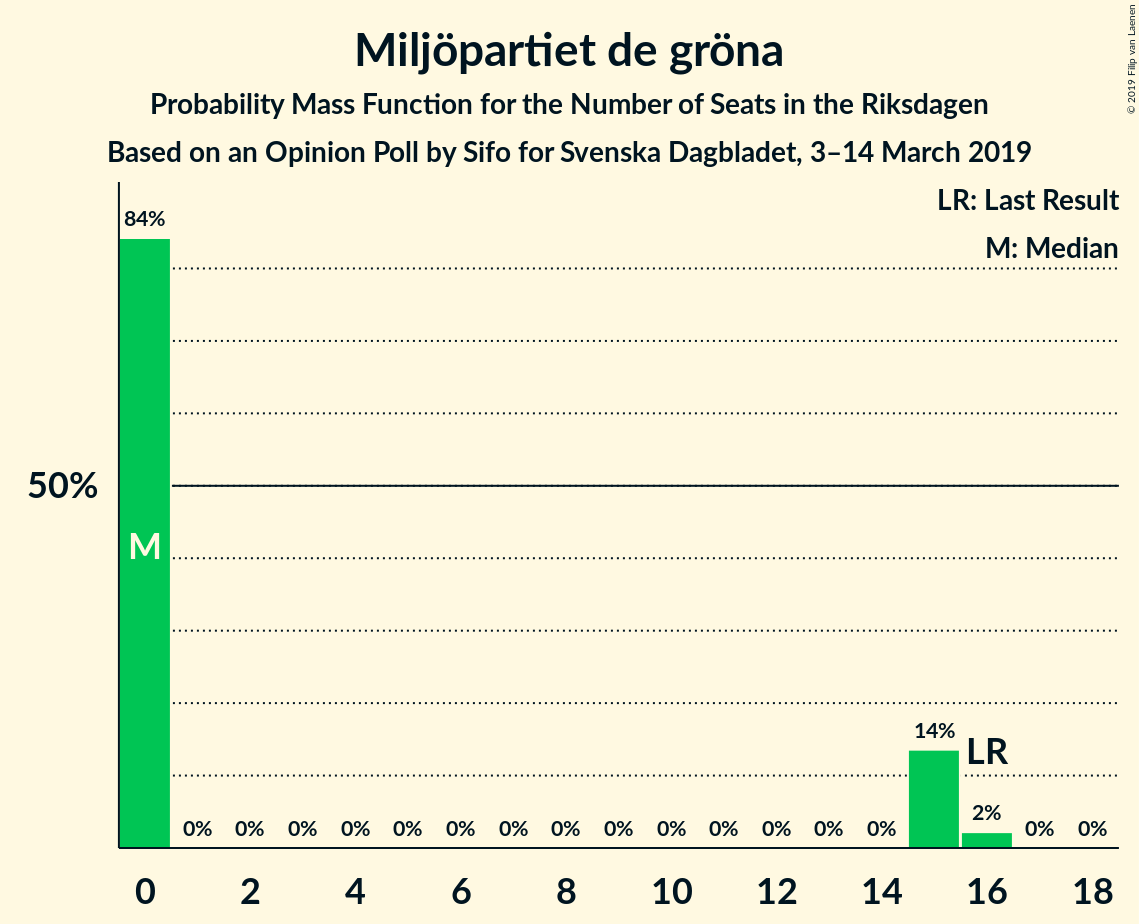 Miljöpartiet de gröna
Probability Mass Function for the Number of Seats in the Riksdagen
Based on an Opinion Poll by Sifo for Svenska Dagbladet, 3–14 March 2019
© 2019 Filip van Laenen
LR: Last Result
M: Median
84%
50%
M
14%
LR
2%
0% 0% 0% 0% 0% 0% 0% 0% 0% 0% 0% 0% 0% 0% 0% 0%
0 2 4 6 8 10 12 14 16 18